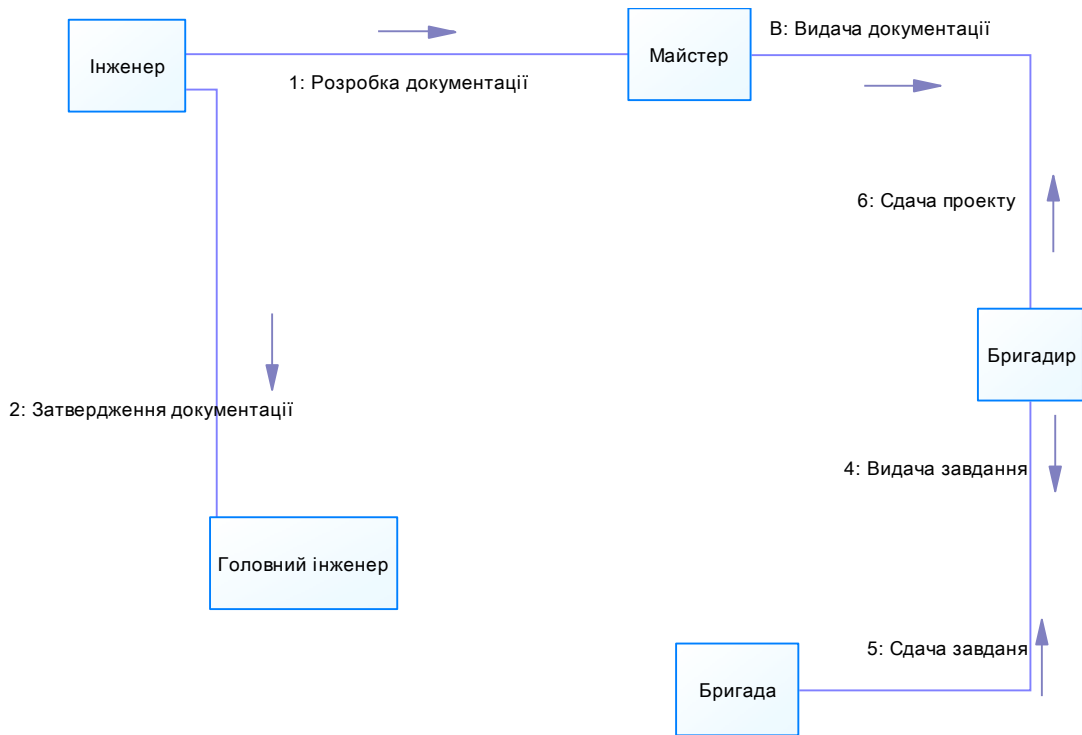 Інженер
Майстер
В: Видача документації
1: Розробка документації
6: Сдача проекту
Бригадир
2: Затвердження документації
4: Видача завдання
Головний інженер
5: Сдача завданя
Бригада